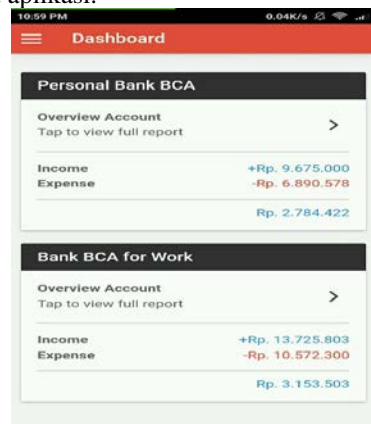 aplikasi.
10:59 PM 0.04K/s
Dashboard
Personal Bank BCA
Overview Account
Tap to view full report
Income +Rp. 9.675.000
Expense -Rp. 6.890.578
Rp. 2.784.422
Bank BCA for Work
Overview Account
Tap to view full report
Income +Rp. 13.725.803
Expense -Rp. 10.572.300
Rp. 3.153.503